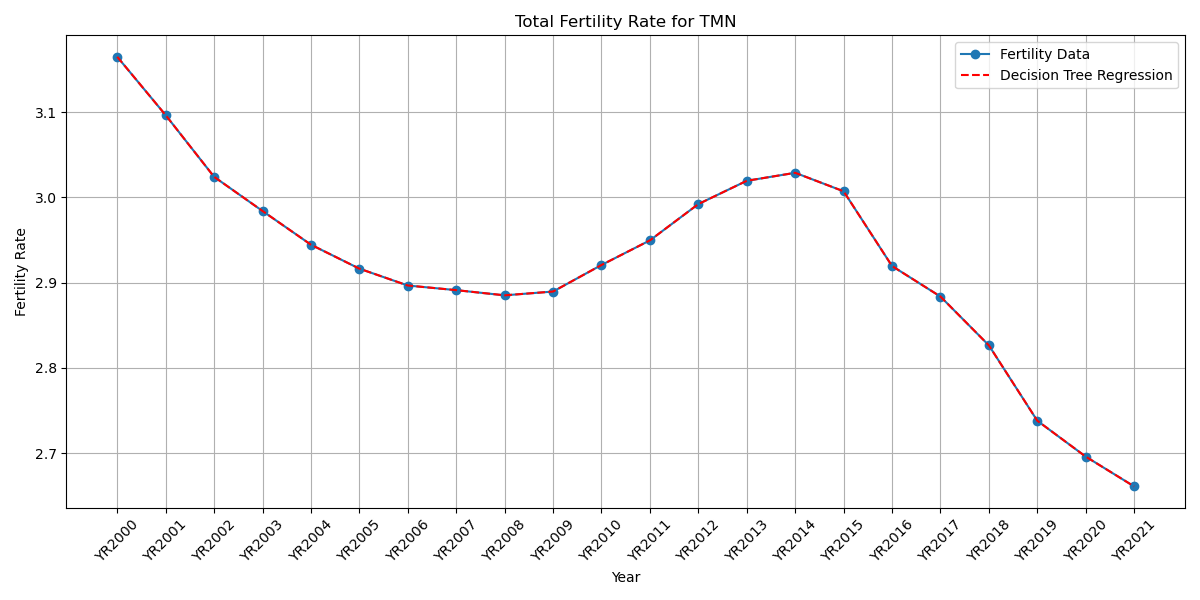 Total Fertility Rate for TMN
Fertility Data
Decision Tree Regression
Fertility Rate
3.1
3.0
2.9
2.8
2.7
YR2000
YR2001
YR2002
YR2003
YR2004
YR2005
YR2006
YR2007
YR2008
YR2009
YR2010
YR2011
YR2012
YR2013
YR2014
YR2015
YR2016
YR2017
YR2018
YR2019
YR2020
YR2021
Year